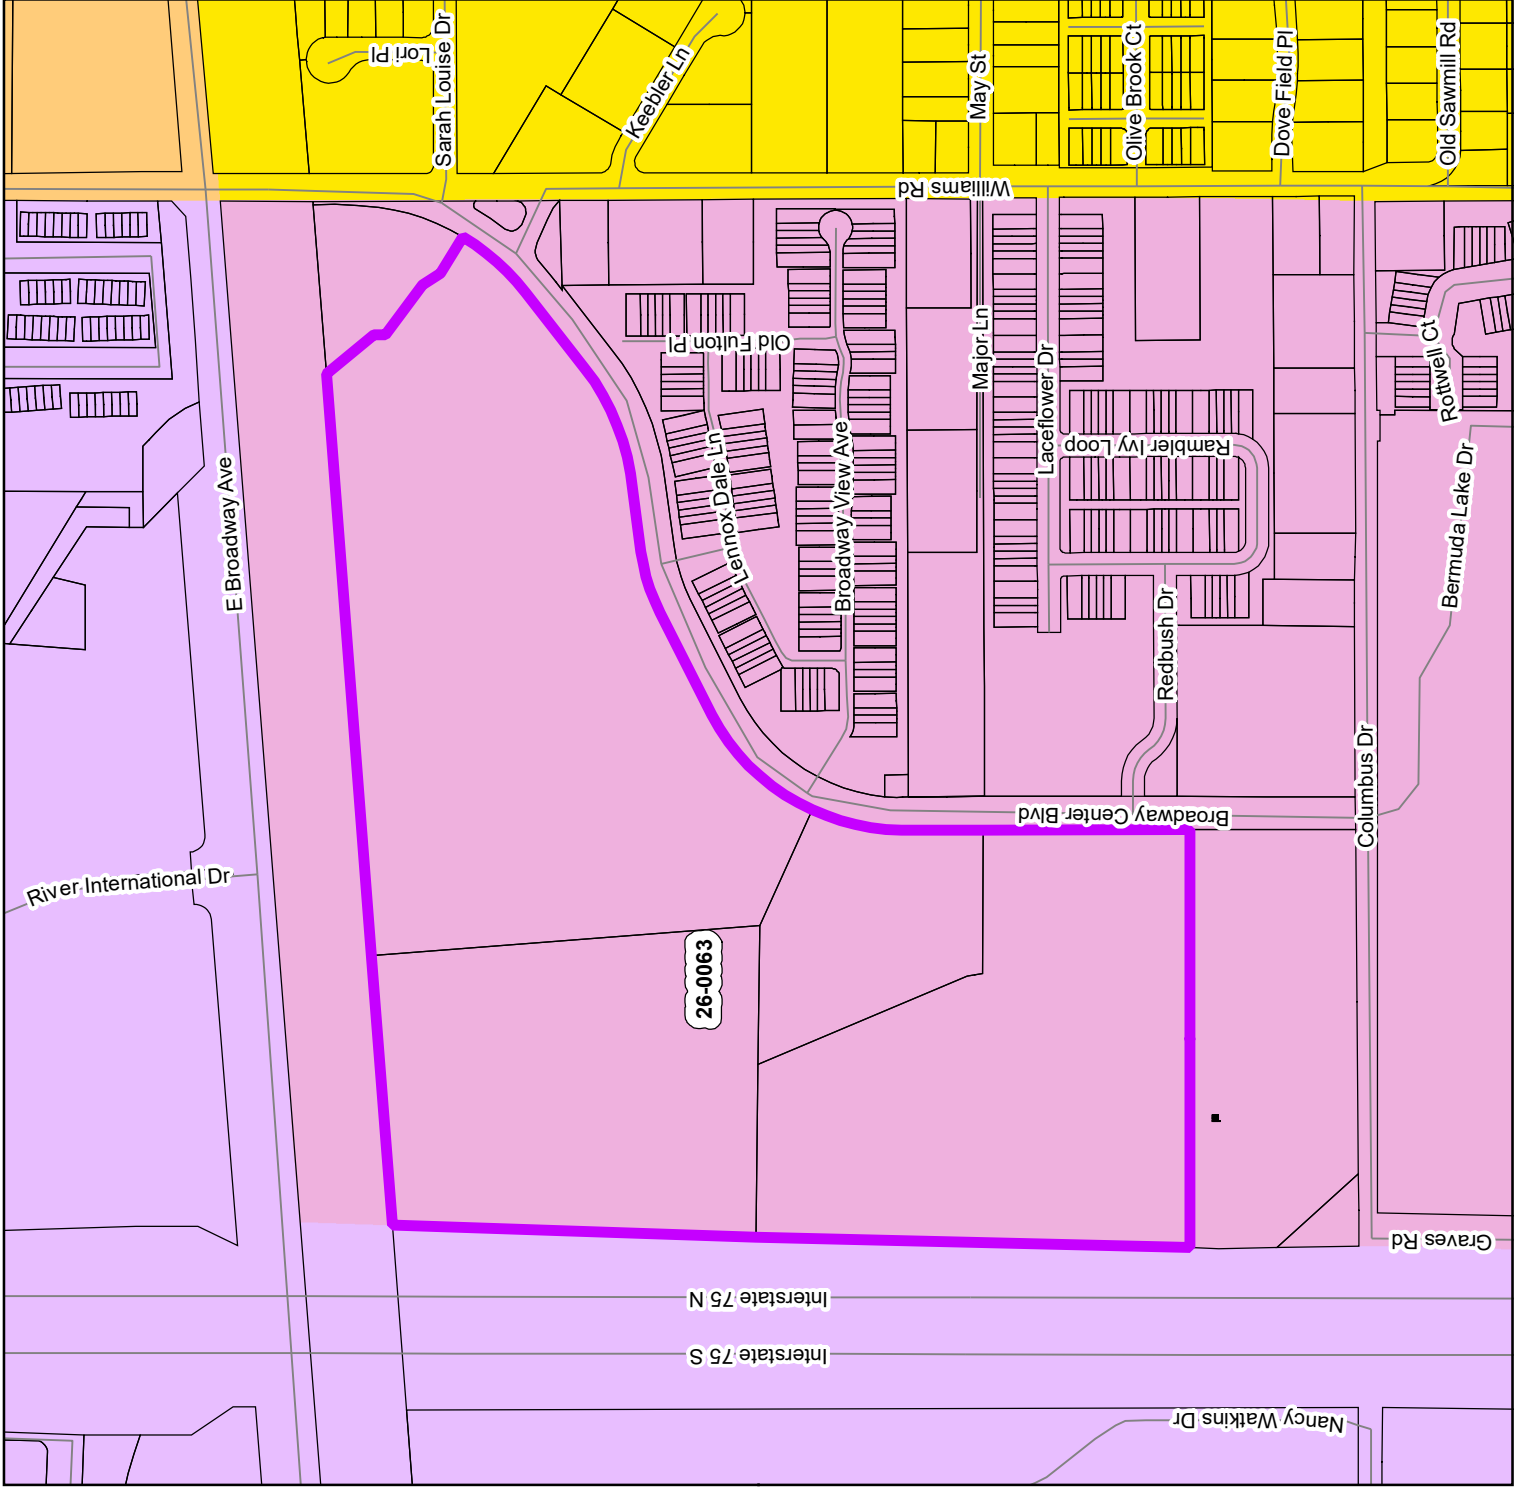 Lori Pl
Sarah Louise Dr
Keebler Ln
May St
Olive Brook Ct
Dove Field Pl
Old Sawmill Rd
Williams Rd
Old Fulton Pl
Major Ln
Laceflower Dr
Rottwell Ct
Rambler Ivy Loop
Lennox Dale Ln
Broadway View Ave
E Broadway Ave
Bermuda Lake Dr
Redbush Dr
Columbus Dr
Broadway Center Blvd
River International Dr
26-0063
Graves Rd
Interstate 75 N
Interstate 75 S
Nancy Watkins Dr